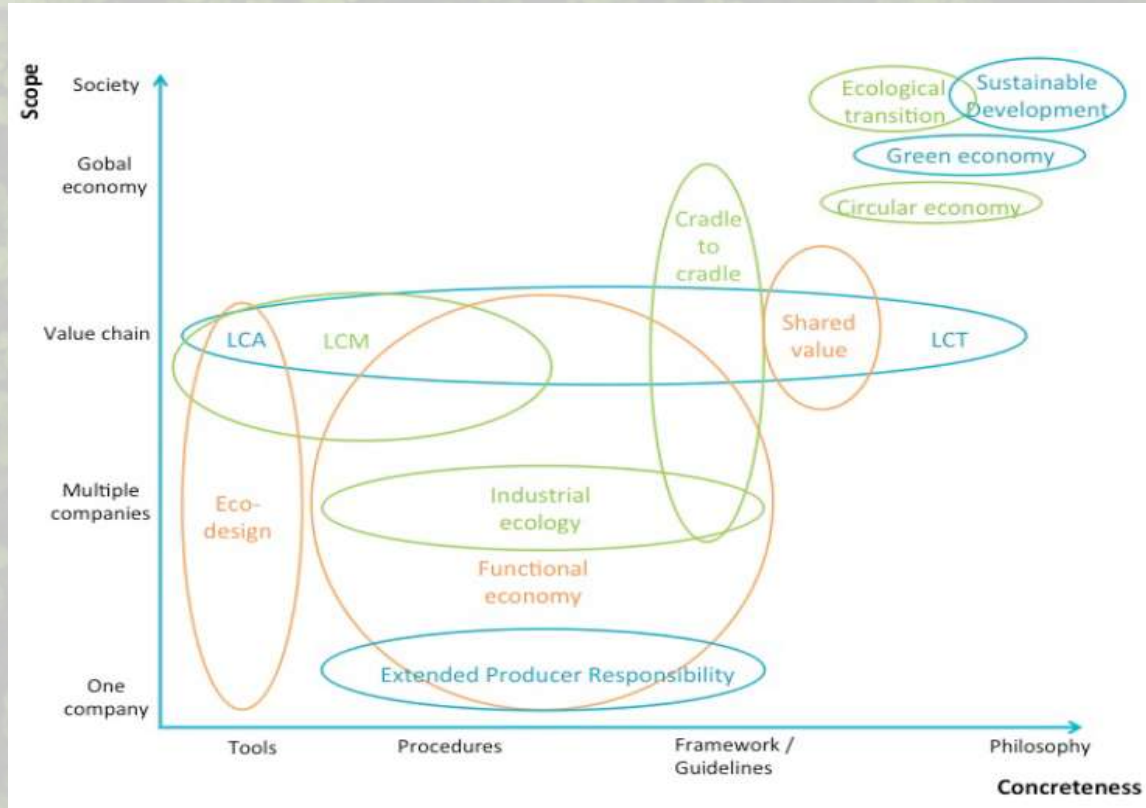 Scope
Society
Gobal
economy
Value chain
Multiple
companies
One
company
Ecological
transition
Sustainable
Development
Green economy
Circular economy
Cradle
to
cradle
Shared
value
LCA
LCM
LCT
Eco-
design
Industrial
ecology
Functional
economy
Extended Producer Responsibility
Tools
Procedures
Framework /
Guidelines
Philosophy
Concreteness